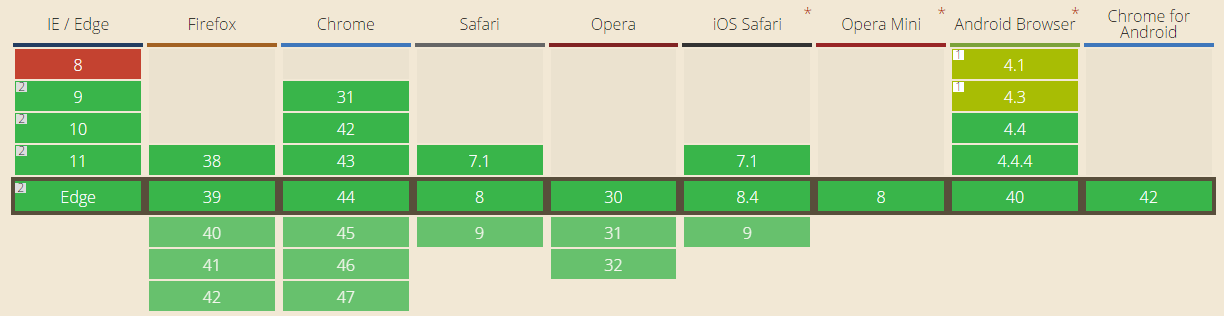 IE / Edge Firefox Chrome Safari Opera iOS Safari * Opera Mini * Android Browser * Chrome for Android
8 1 4.1
2 9 31 1 4.3
2 10 42 4.4
2 11 38 43 7.1 7.1 4.4.4
2 Edge 39 44 8 30 8.4 8 40 42
40 45 9 31 9
41 46 32
42 47